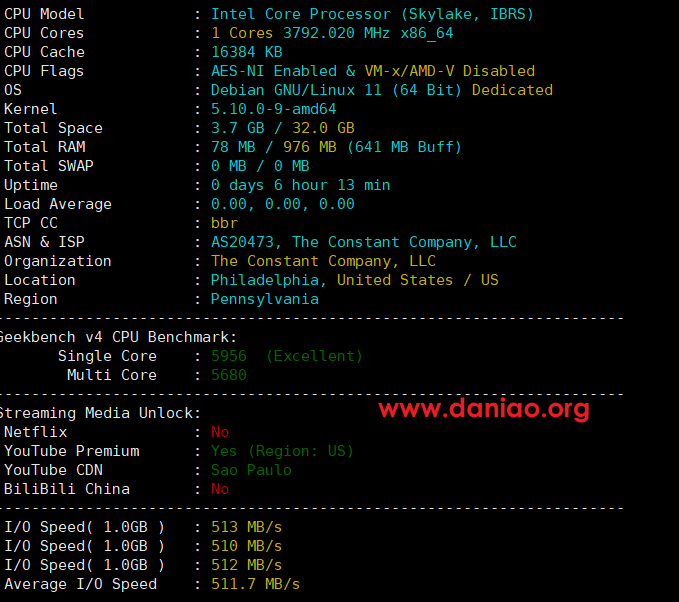 CPU Model : Intel Core Processor (Skylake, IBRS)
CPU Cores : 1 Cores 3792.020 MHz x86_64
CPU Cache : 16384 KB
CPU Flags : AES-NI Enabled & VM-x/AMD-V Disabled
OS : Debian GNU/Linux 11 (64 Bit) Dedicated
Kernel : 5.10.0-9-amd64
Total Space : 3.7 GB / 32.0 GB
Total RAM : 78 MB / 976 MB (641 MB Buff)
Total SWAP : 0 MB / 0 MB
Uptime : 0 days 6 hour 13 min
Load Average : 0.00, 0.00, 0.00
TCP CC : bbr
ASN & ISP : AS20473, The Constant Company, LLC
Organization : The Constant Company, LLC
Location : Philadelphia, United States / US
Region : Pennsylvania
----------------------------------------------------------------------
Geekbench v4 CPU Benchmark:
Single Core : 5956 (Excellent)
Multi Core : 5680
----------------------------------------------------------------------
www.daniao.org
Streaming Media Unlock:
Netflix : No
YouTube Premium : Yes (Region: US)
YouTube CDN : Sao Paulo
BiliBili China : No
----------------------------------------------------------------------
I/O Speed( 1.0GB ) : 513 MB/s
I/O Speed( 1.0GB ) : 510 MB/s
I/O Speed( 1.0GB ) : 512 MB/s
Average I/O Speed : 511.7 MB/s